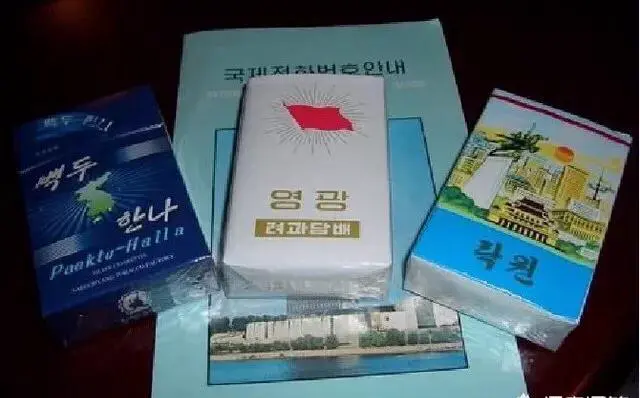 국제전화번호안내
백두 한나
백두
한나
Paektu-Halla
영광
려과담배
락원